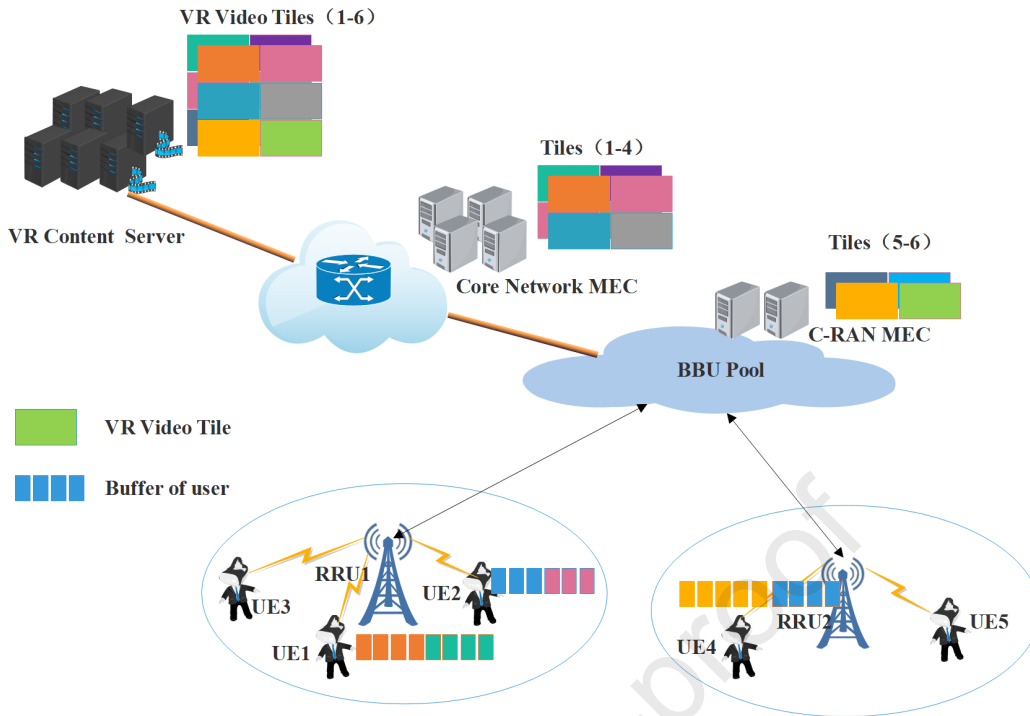 VR Video Tiles（1-6）
Tiles（1-4）
VR Content Server
Tiles（5-6）
Core Network MEC
C-RAN MEC
BBU Pool
VR Video Tile
Buffer of user
RRU1
UE3
UE2
UE1
RRU2
UE4
UE5
proof